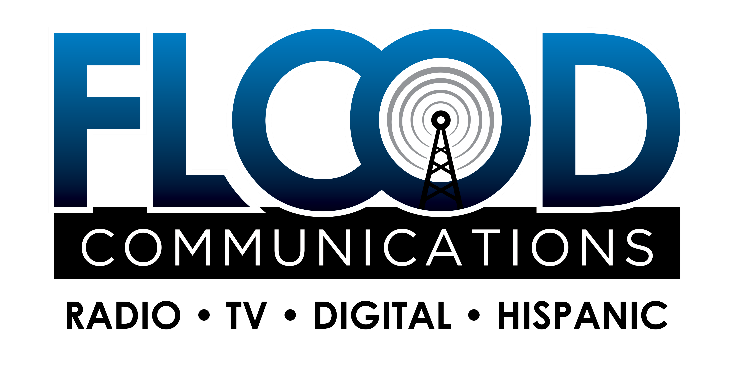 FLOOD
COMMUNICATIONS
RADIO • TV • DIGITAL • HISPANIC